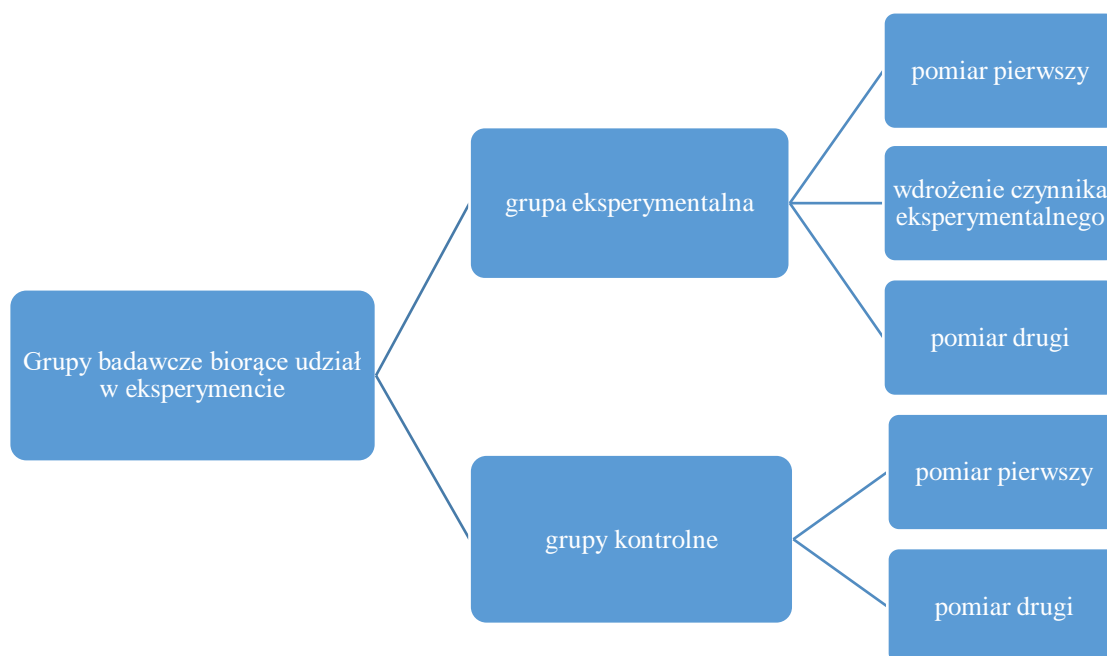 Grupy badawcze biorące udział
w eksperymencie
grupa eksperymentalna
pomiar pierwszy
wdrożenie czynnika
eksperymentalnego
pomiar drugi
grupy kontrolne
pomiar pierwszy
pomiar drugi